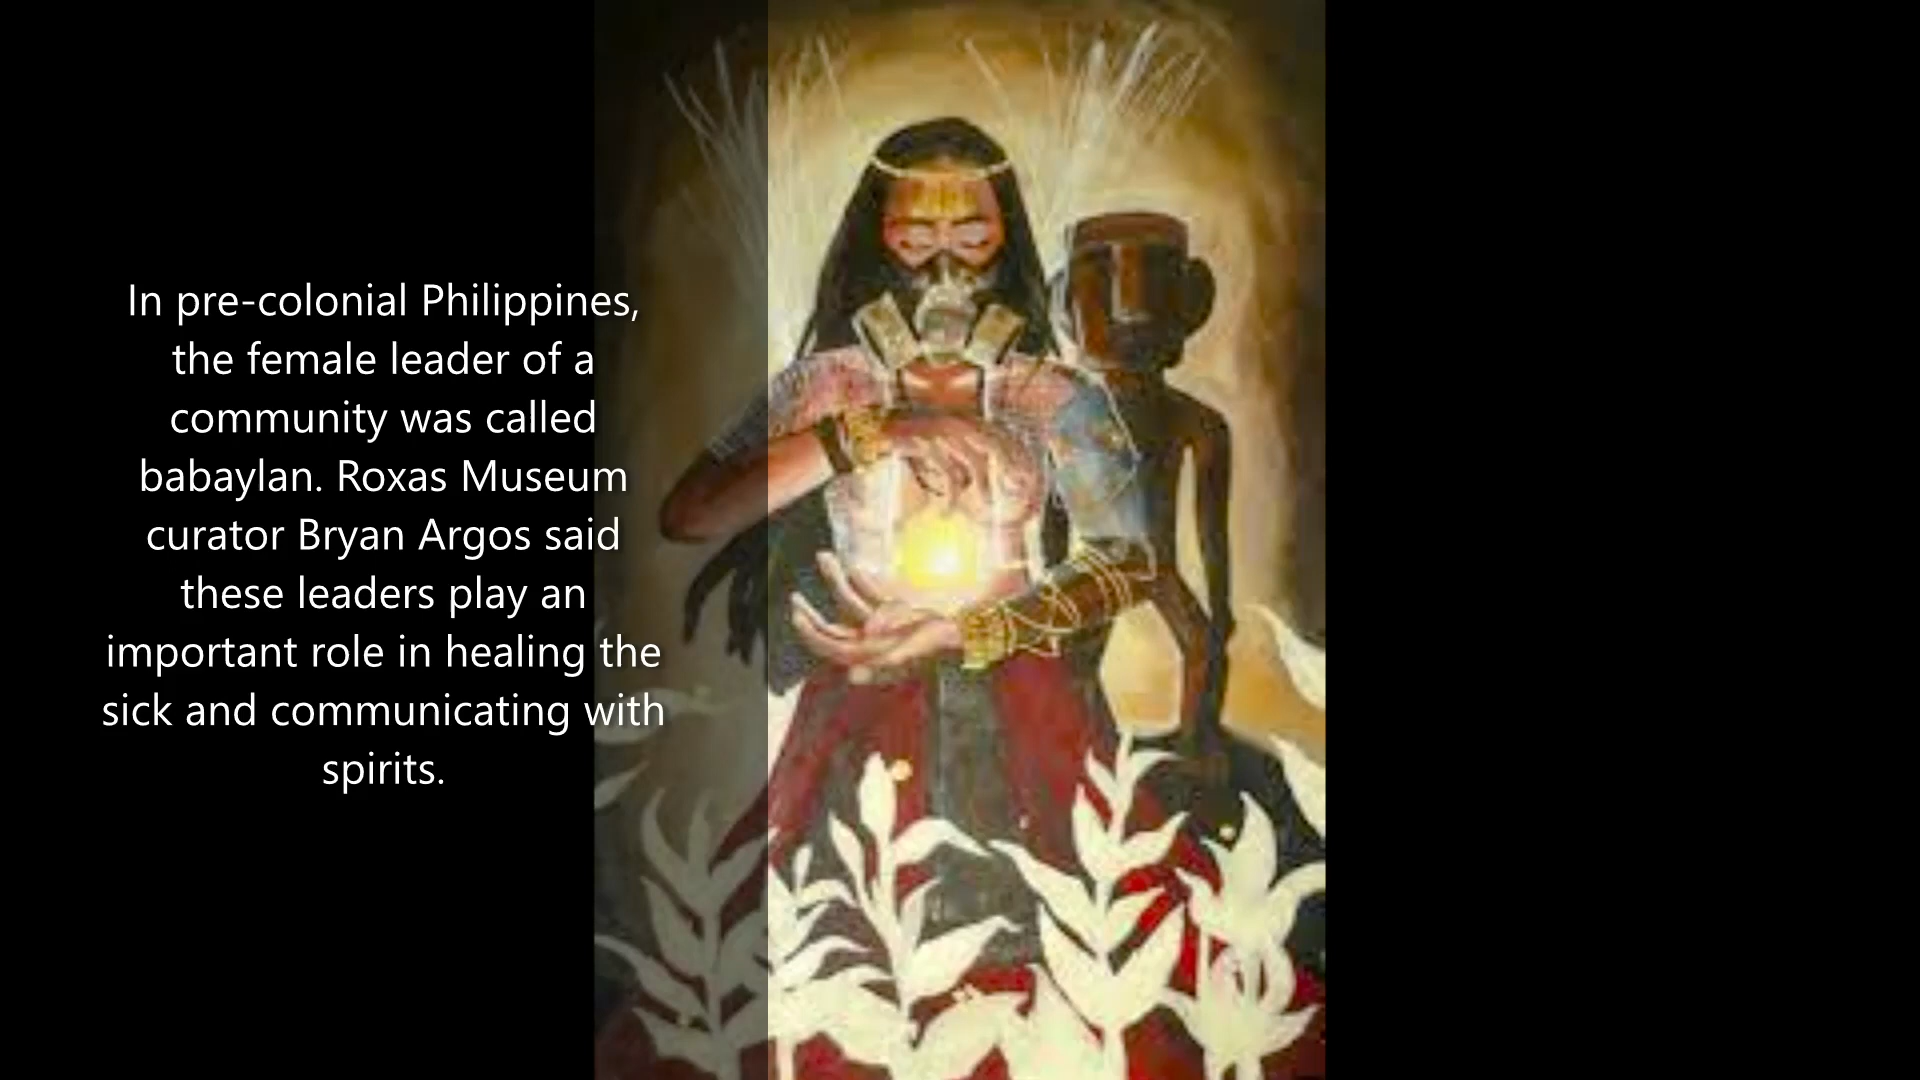 In pre-colonial Philippines,
the female leader of a
community was called
babaylan. Roxas Museum
curator Bryan Argos said
these leaders play an
important role in healing the
sick and communicating with
spirits.